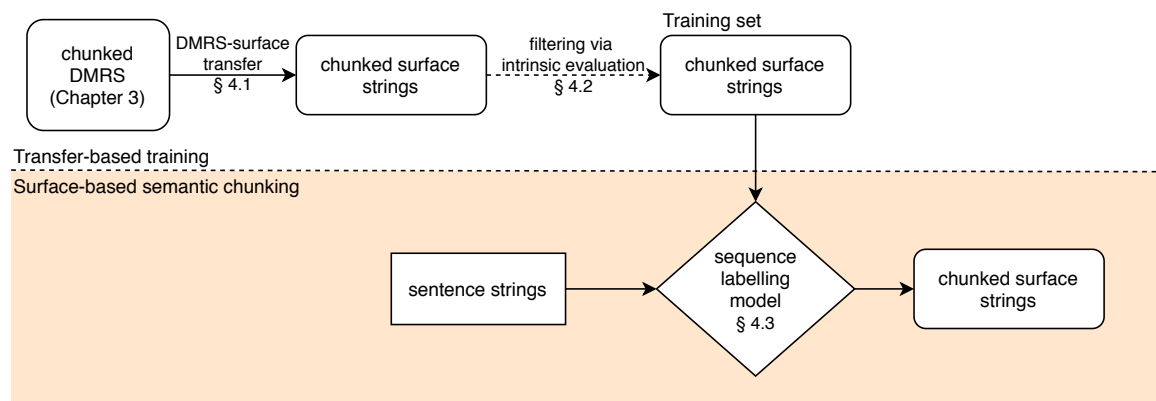 Training set
chunked
DMRS
(Chapter 3)
DMRS-surface
transfer
§ 4.1
chunked surface
strings
filtering via
intrinsic evaluation
§ 4.2
chunked surface
strings
Transfer-based training
Surface-based semantic chunking
sentence strings
sequence
labelling
model
§ 4.3
chunked surface
strings